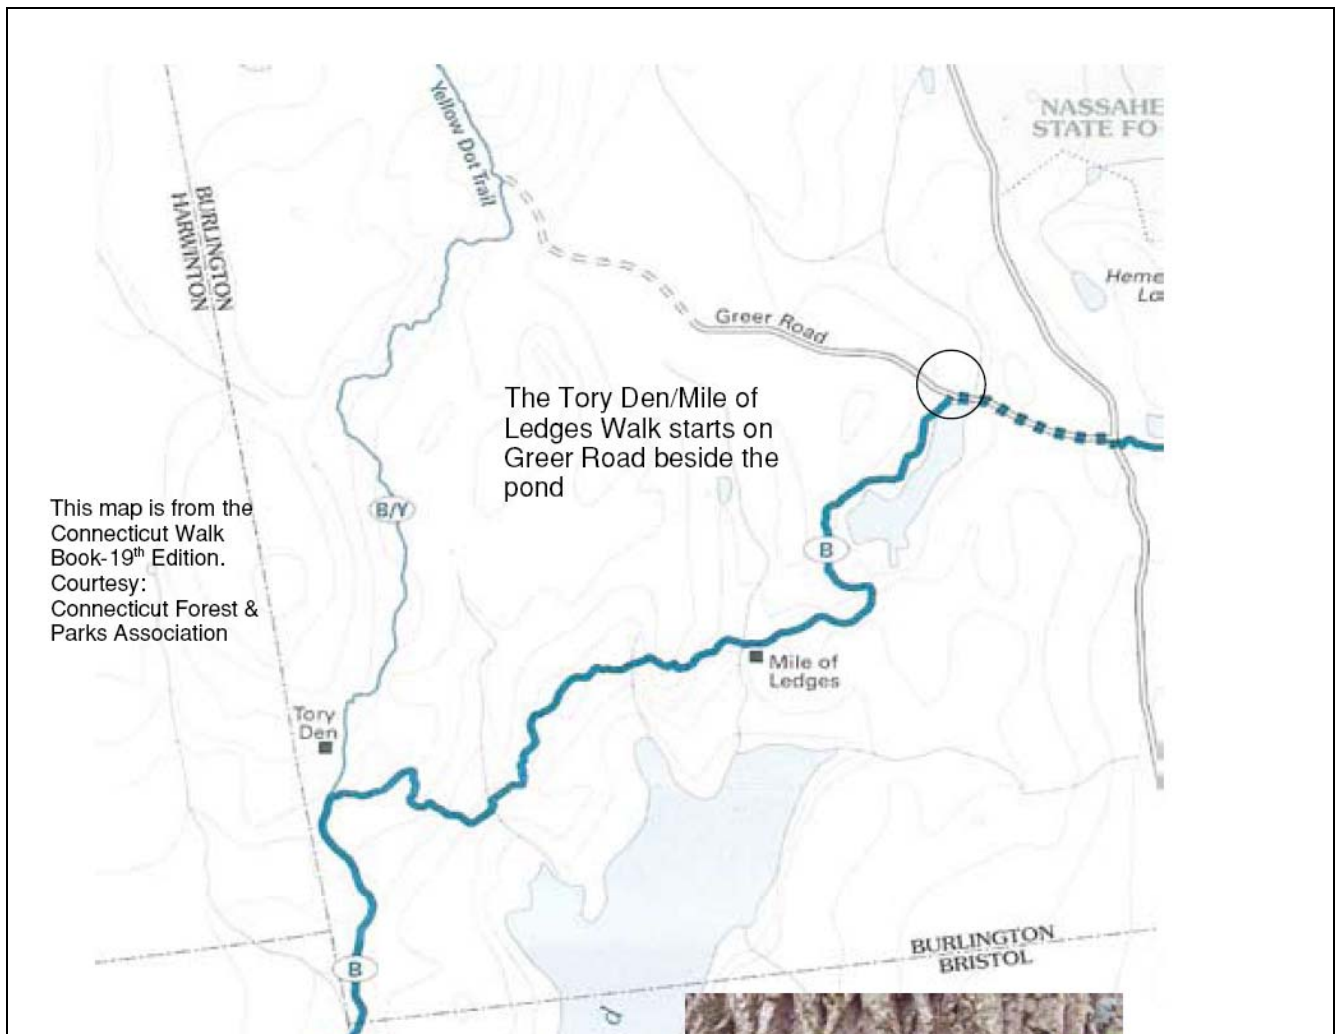 NASSAHE
STATE FO
Yellow Dot Trail
BURLINGTON
HARWINTON
Heme
La
Greer Road
The Tory Den/Mile of
Ledges Walk starts on
Greer Road beside the
pond
This map is from the
Connecticut Walk
Book-19th Edition.
Courtesy:
Connecticut Forest &
Parks Association
B/Y
B
Mile of
Ledges
Tory
Den
BURLINGTON
BRISTOL
B
d